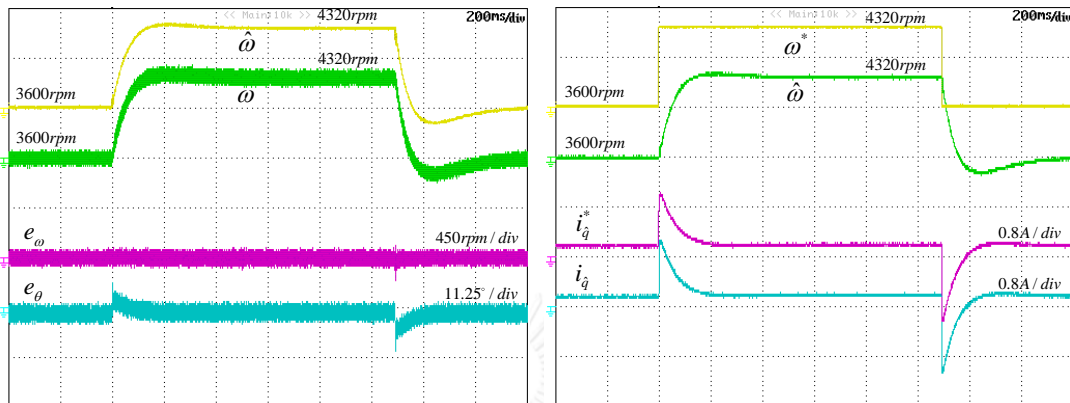 << Main:10k >>
200ms/div
4320rpm
ω̂
4320rpm
3600rpm
ω
3600rpm
e_ω
450rpm / div
e_θ
11.25° / div
<< Main:10k >>
200ms/div
4320rpm
ω*
4320rpm
3600rpm
ω̂
3600rpm
i*_q̂
0.8A / div
i_q̂
0.8A / div